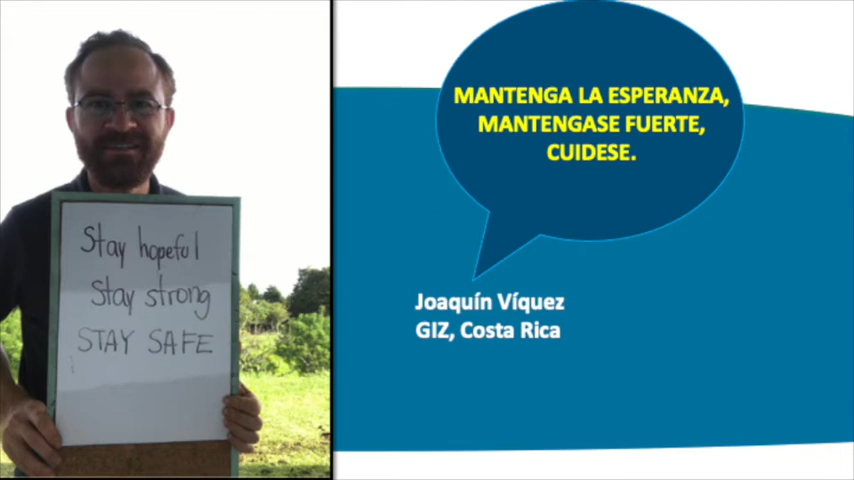 Stay hopeful
Stay strong
STAY SAFE
MANTENGA LA ESPERANZA,
MANTENGASE FUERTE,
CUIDESE.
Joaquín Víquez
GIZ, Costa Rica